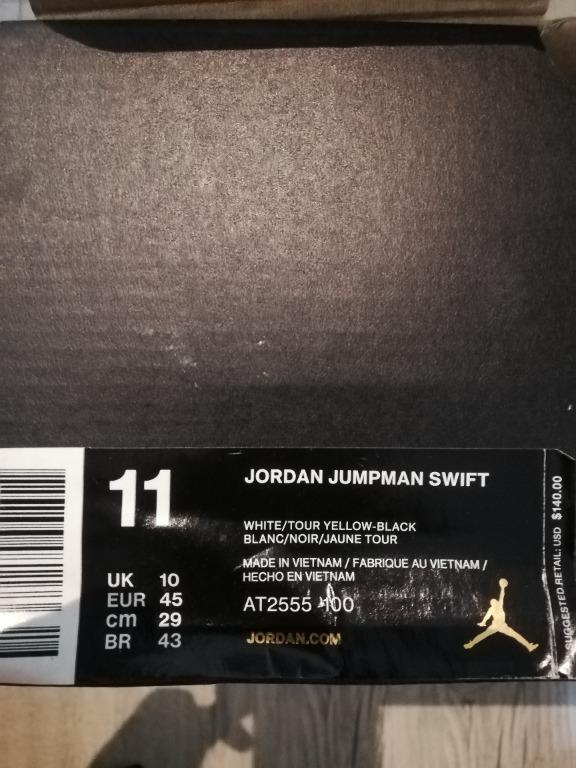 11
JORDAN JUMPMAN SWIFT
WHITE/TOUR YELLOW-BLACK
BLANC/NOIR/JAUNE TOUR
MADE IN VIETNAM / FABRIQUE AU VIETNAM /
HECHO EN VIETNAM
UK 10
EUR 45
cm 29
BR 43
AT2555 -100
JORDAN.COM
SUGGESTED RETAIL: USD $140.00